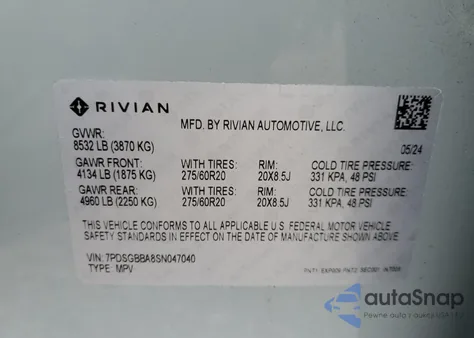 RIVIAN
MFD. BY RIVIAN AUTOMOTIVE, LLC.
GVWR:
8532 LB (3870 KG)
05/24
GAWR FRONT: WITH TIRES: RIM: COLD TIRE PRESSURE:
4134 LB (1875 KG) 275/60R20 20X8.5J 331 KPA, 48 PSI
GAWR REAR: WITH TIRES: RIM: COLD TIRE PRESSURE:
4960 LB (2250 KG) 275/60R20 20X8.5J 331 KPA, 48 PSI
THIS VEHICLE CONFORMS TO ALL APPLICABLE U.S. FEDERAL MOTOR VEHICLE
SAFETY STANDARDS IN EFFECT ON THE DATE OF MANUFACTURE SHOWN
ABOVE.
VIN: 7PDSGBBA8SN047040
TYPE: MPV
autoSnap
Pewne auta z USA